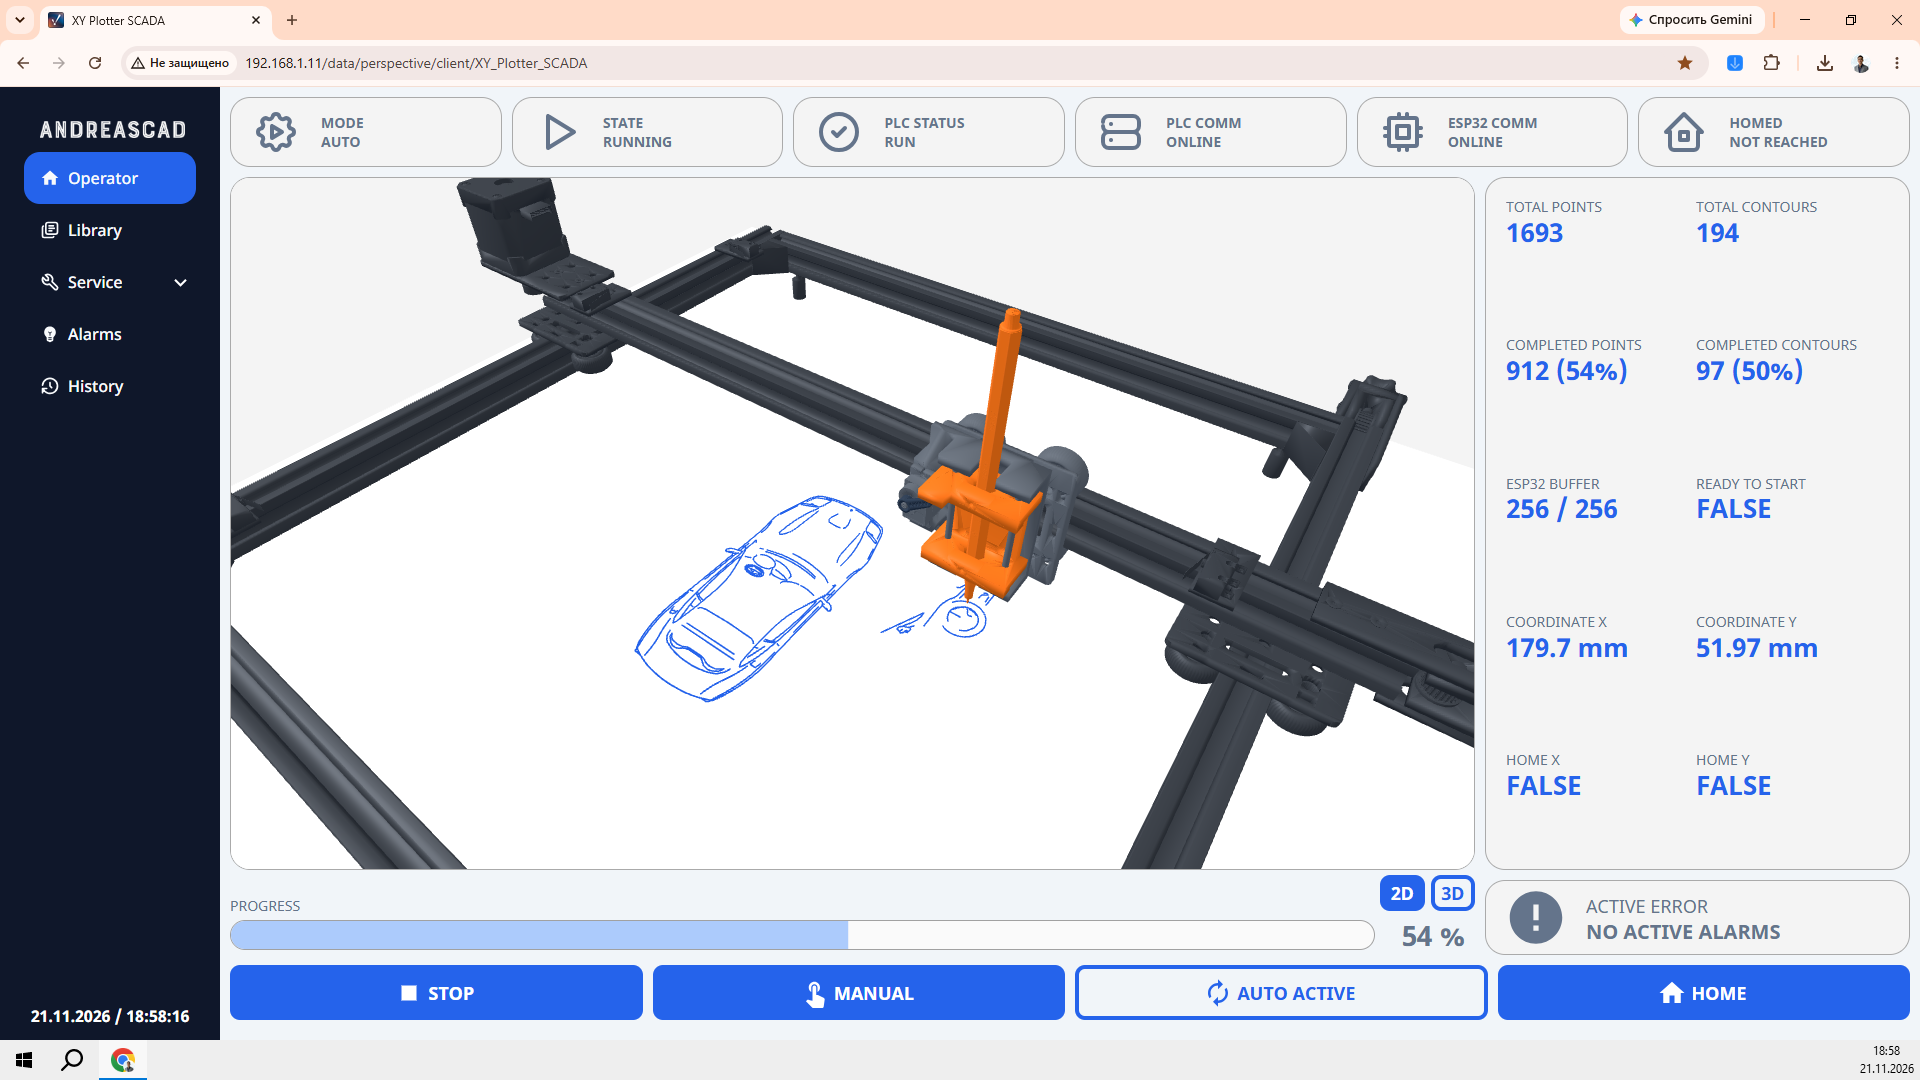 XY Plotter SCADA
Спросить Gemini
Не защищено
192.168.1.11/data/perspective/client/XY_Plotter_SCADA
ANDREASCAD
Operator
Library
Service
Alarms
History
21.11.2026 / 18:58:16
MODE
AUTO
STATE
RUNNING
PLC STATUS
RUN
PLC COMM
ONLINE
ESP32 COMM
ONLINE
HOMED
NOT REACHED
TOTAL POINTS
1693
TOTAL CONTOURS
194
COMPLETED POINTS
912 (54%)
COMPLETED CONTOURS
97 (50%)
ESP32 BUFFER
256 / 256
READY TO START
FALSE
COORDINATE X
179.7 mm
COORDINATE Y
51.97 mm
HOME X
FALSE
HOME Y
FALSE
2D
3D
PROGRESS
54 %
ACTIVE ERROR
NO ACTIVE ALARMS
STOP
MANUAL
AUTO ACTIVE
HOME
18:58
21.11.2026